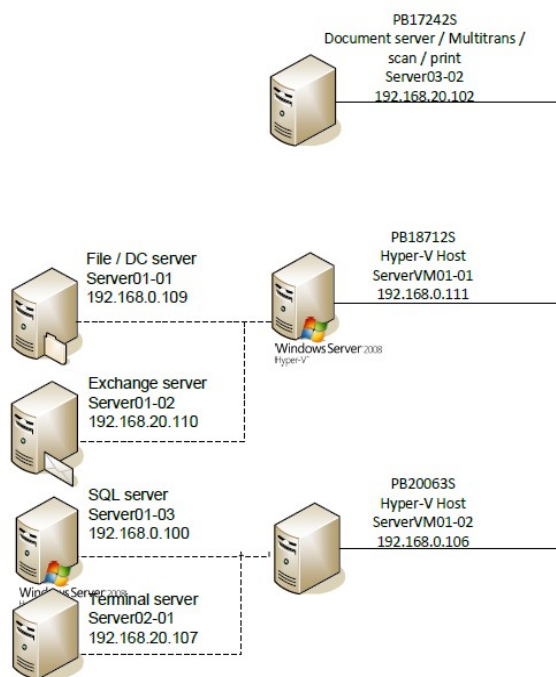 PB17242S
Document server / Multitrans /
scan / print
Server03-02
192.168.20.102
File / DC server
Server01-01
192.168.0.109
PB18712S
Hyper-V Host
ServerVM01-01
192.168.0.111
Windows Server 2008
Hyper-V
Exchange server
Server01-02
192.168.20.110
SQL server
Server01-03
192.168.0.100
PB20063S
Hyper-V Host
ServerVM01-02
192.168.0.106
Windows Server 2008
Terminal server
Server02-01
192.168.20.107